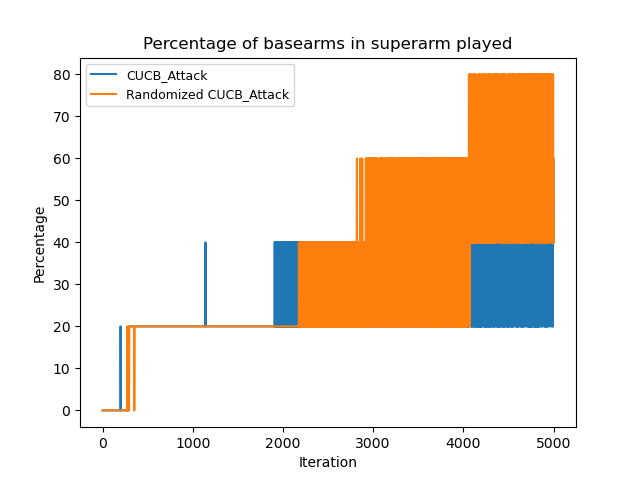 Percentage of basearms in superarm played
CUCB_Attack
Randomized CUCB_Attack
80
70
60
50
40
30
20
10
0
Percentage
0 1000 2000 3000 4000 5000
Iteration